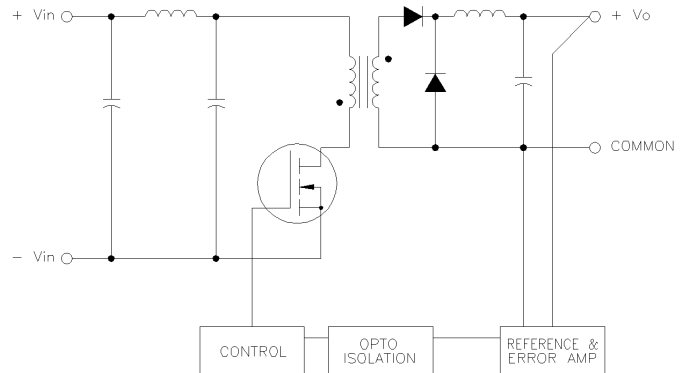 + Vin
+ Vo
COMMON
- Vin
CONTROL
OPTO
ISOLATION
REFERENCE &
ERROR AMP